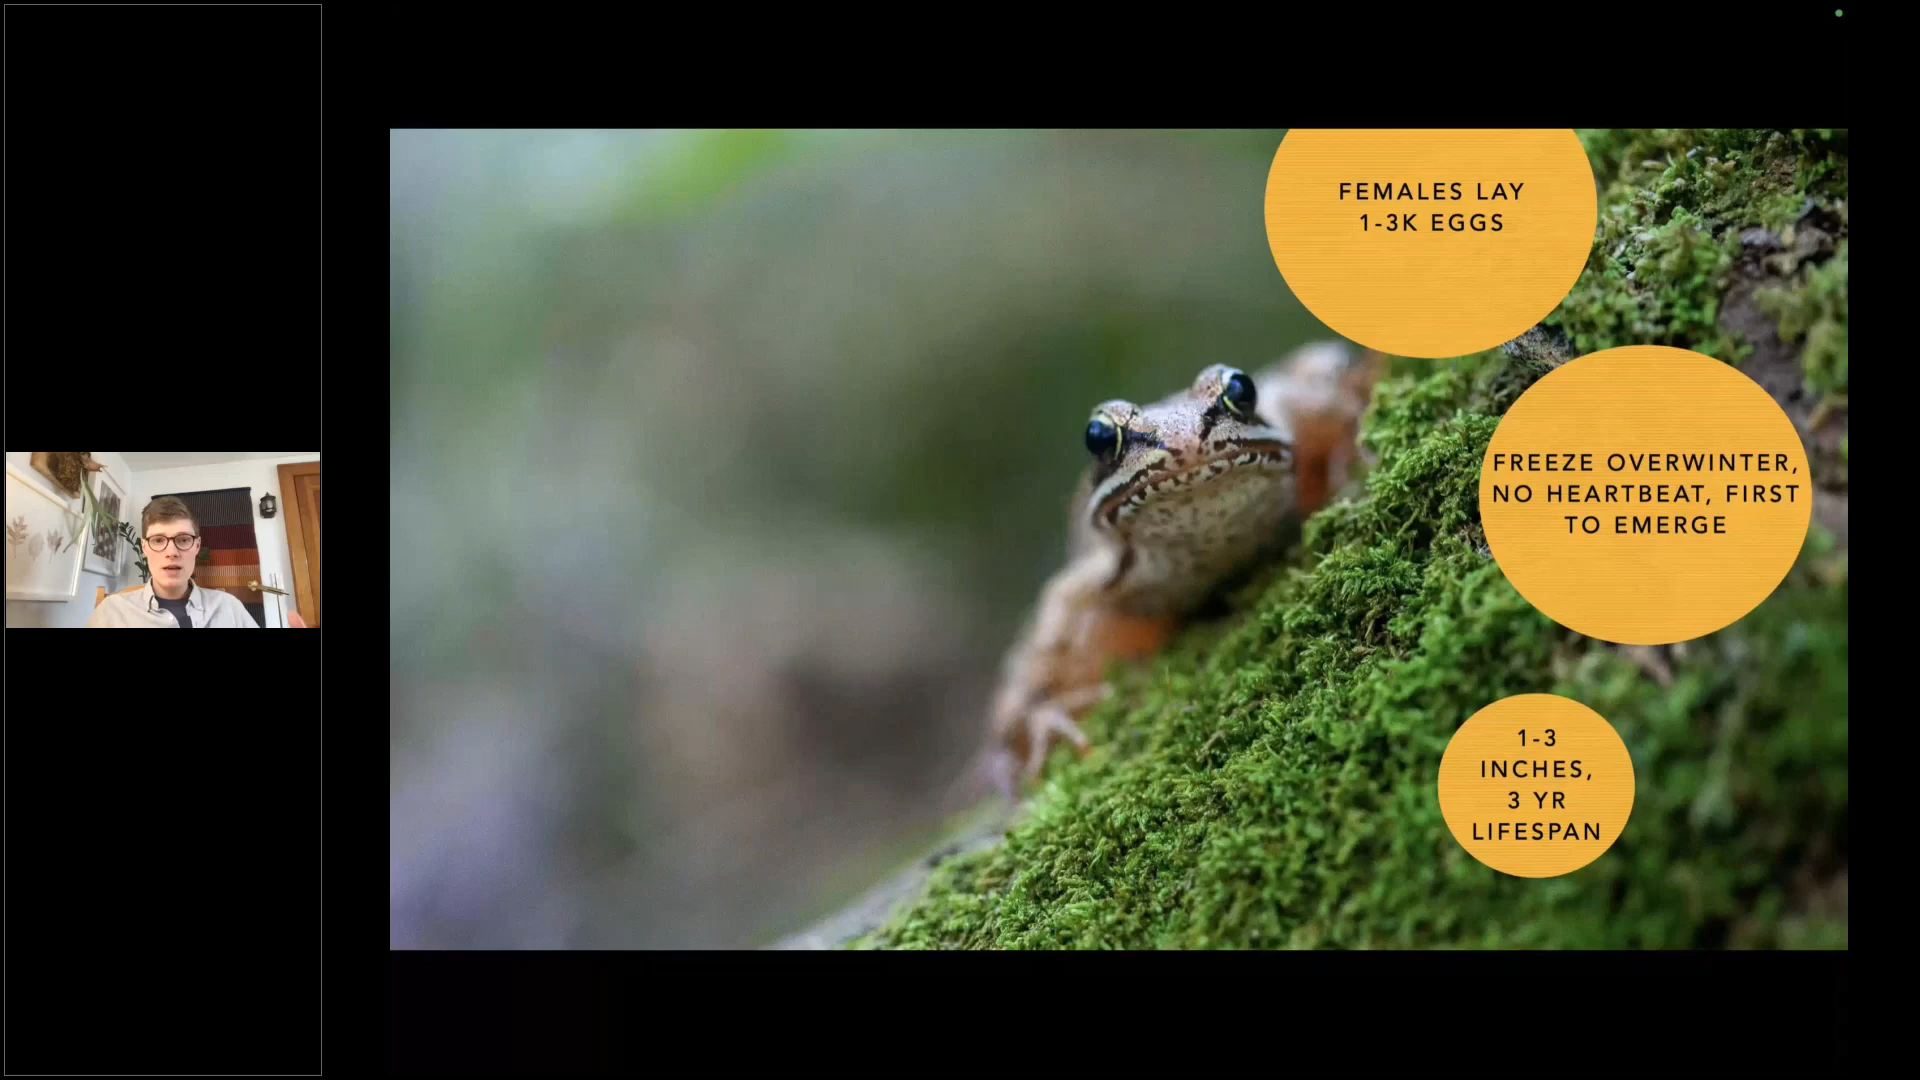 FEMALES LAY
1-3K EGGS
FREEZE OVERWINTER,
NO HEARTBEAT, FIRST
TO EMERGE
1-3
INCHES,
3 YR
LIFESPAN